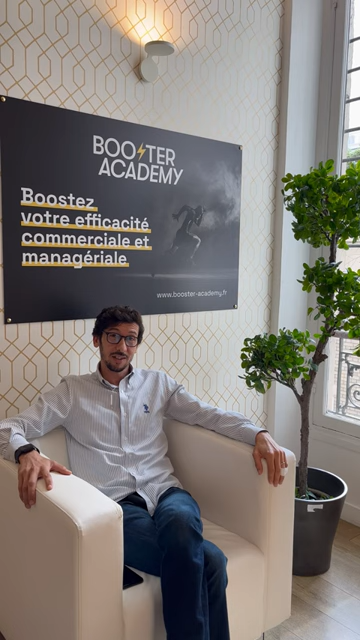 BOOSTER
ACADEMY
Boostez
votre efficacité
commerciale et
managériale.
www.booster-academy.fr